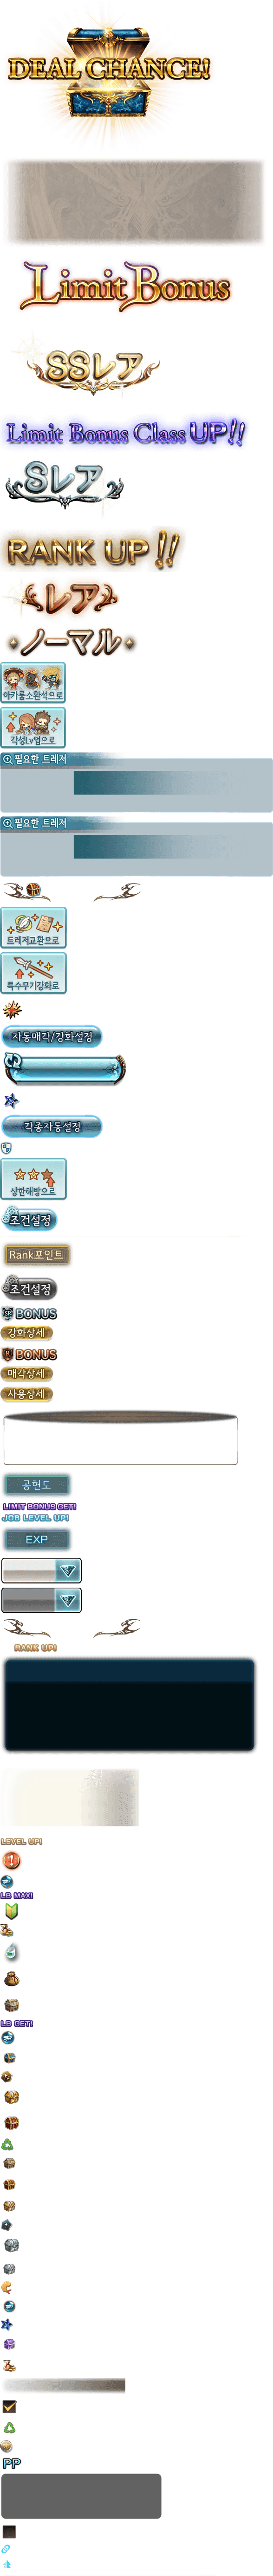 DEAL CHANCE!
Limit Bonus
SSレア
Limit Bonus Class UP!!
Sレア
RANK UP!!
レア
ノーマル
아카룸소환석으로
각성Lv업으로
필요한 트레저
필요한 트레저
트레저교환으로
특수무기강화로
자동매각/강화설정
각종자동설정
상한해방으로
조건설정
Rank포인트
조건설정
BONUS
강화상세
BONUS
매각상세
사용상세
공헌도
LIMIT BONUS GET!
JOB LEVEL UP!
EXP
RANK UP!
LEVEL UP!
LB MAX!
LB GET!
PP